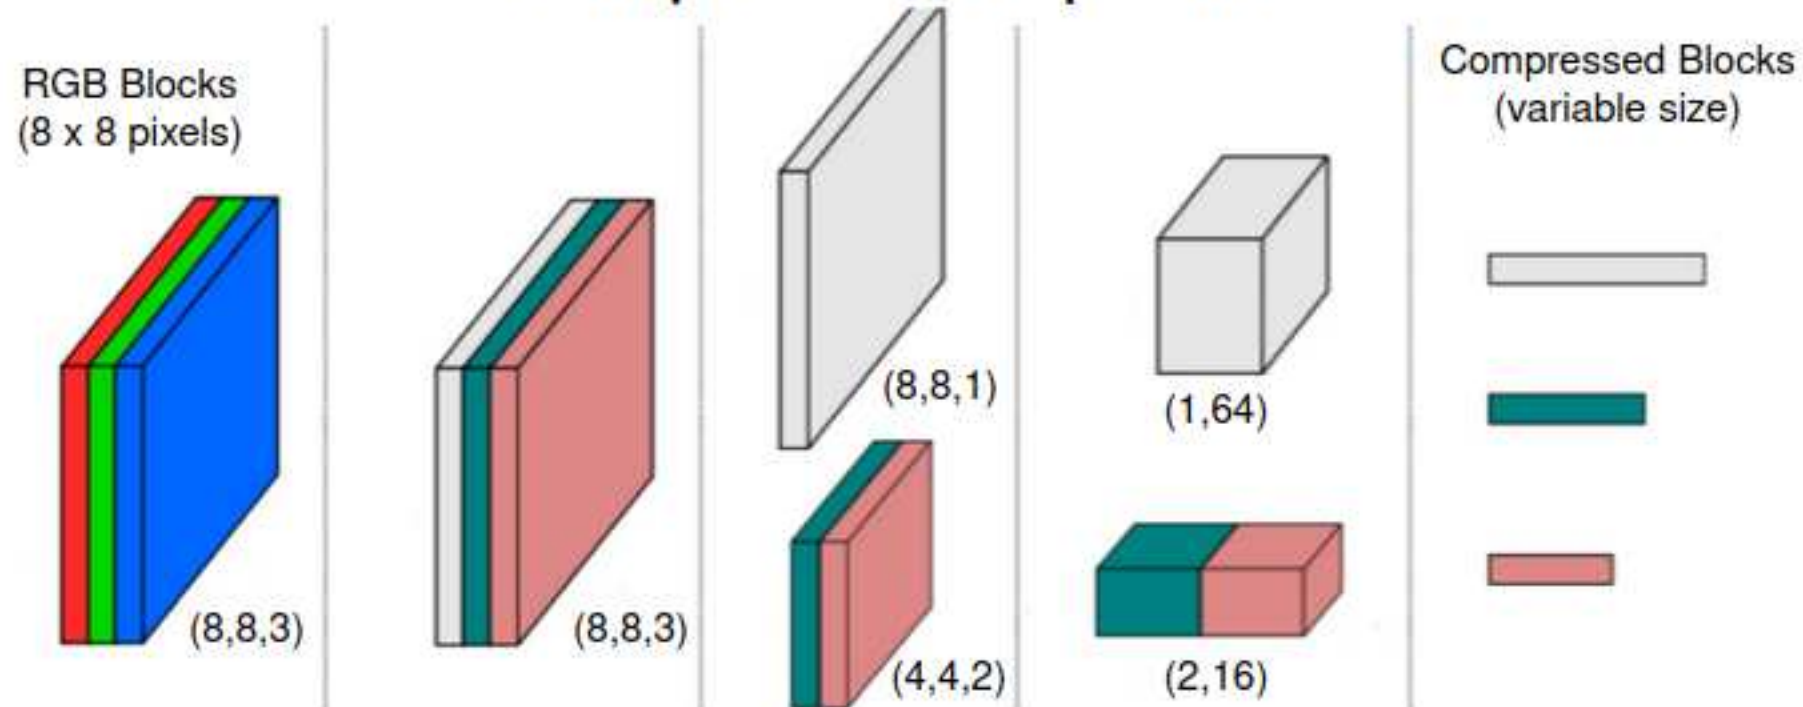 RGB Blocks
(8 x 8 pixels)
(8,8,3)
(8,8,3)
(8,8,1)
(4,4,2)
(1,64)
(2,16)
Compressed Blocks
(variable size)